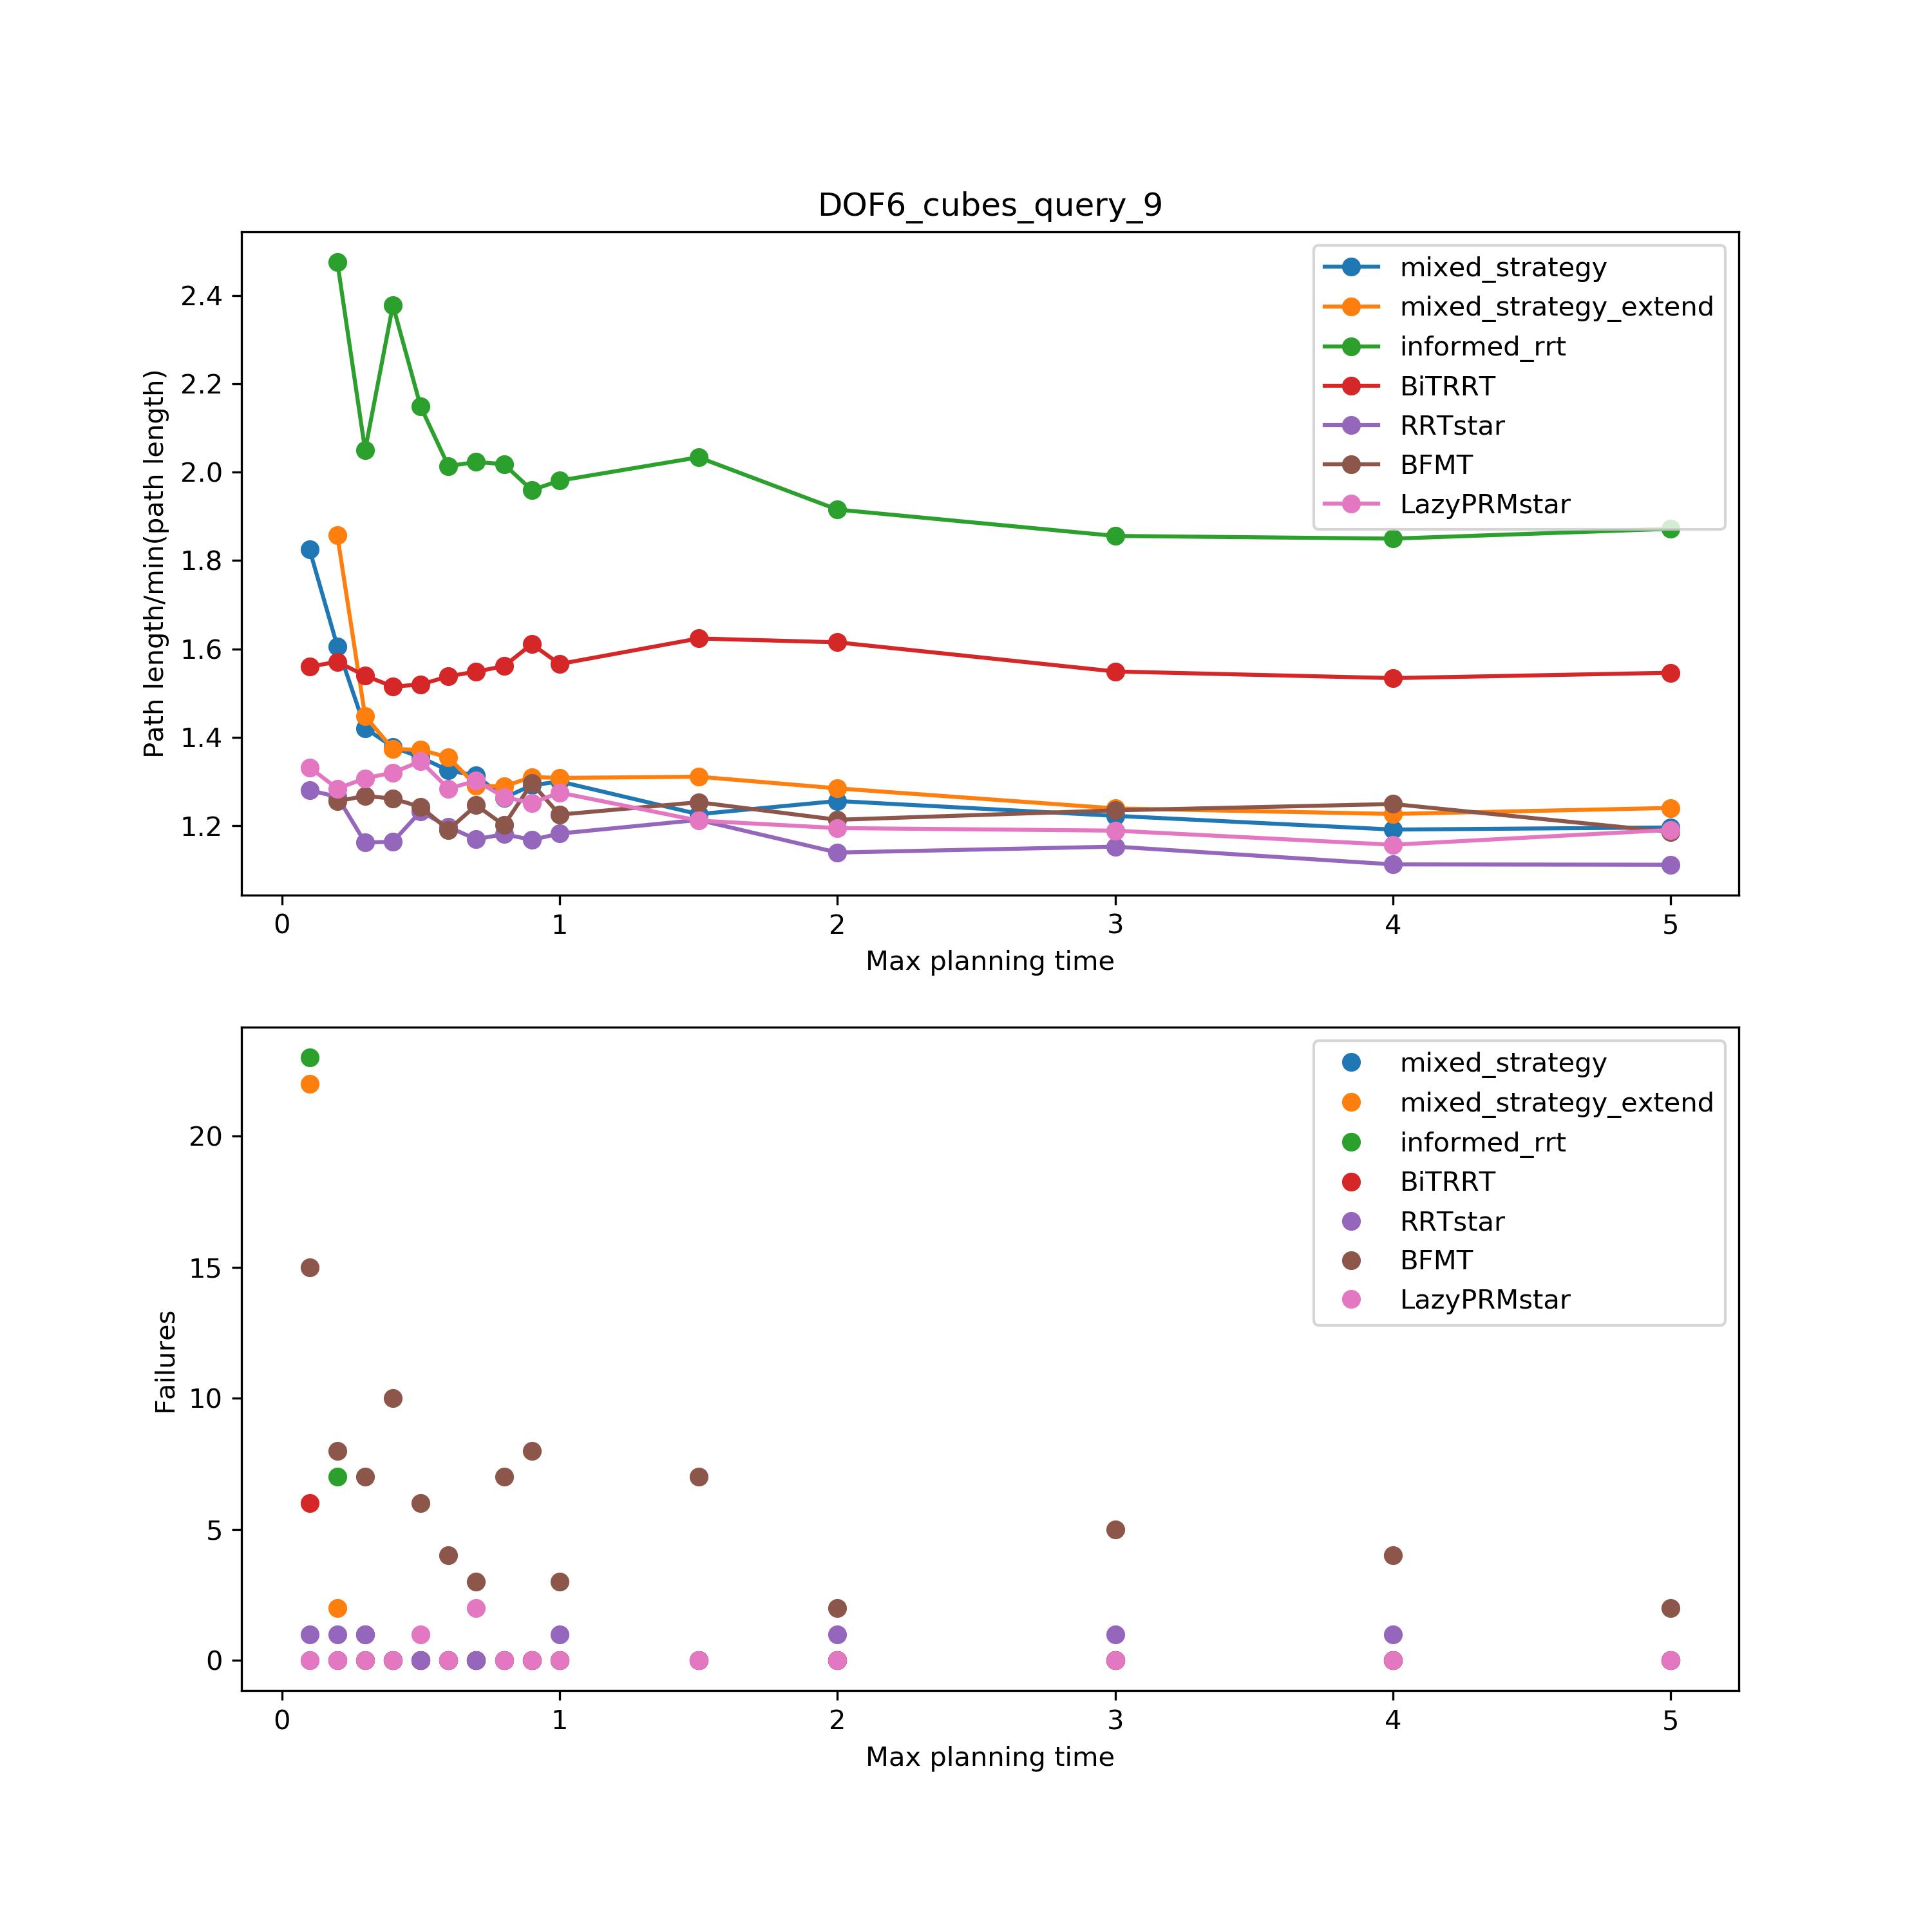 DOF6_cubes_query_9
Path length/min(path length)
2.4
2.2
2.0
1.8
1.6
1.4
1.2
mixed_strategy
mixed_strategy_extend
informed_rrt
BiTRRT
RRTstar
BFMT
LazyPRMstar
0 1 2 3 4 5
Max planning time
Failures
20
15
10
5
0
mixed_strategy
mixed_strategy_extend
informed_rrt
BiTRRT
RRTstar
BFMT
LazyPRMstar
0 1 2 3 4 5
Max planning time